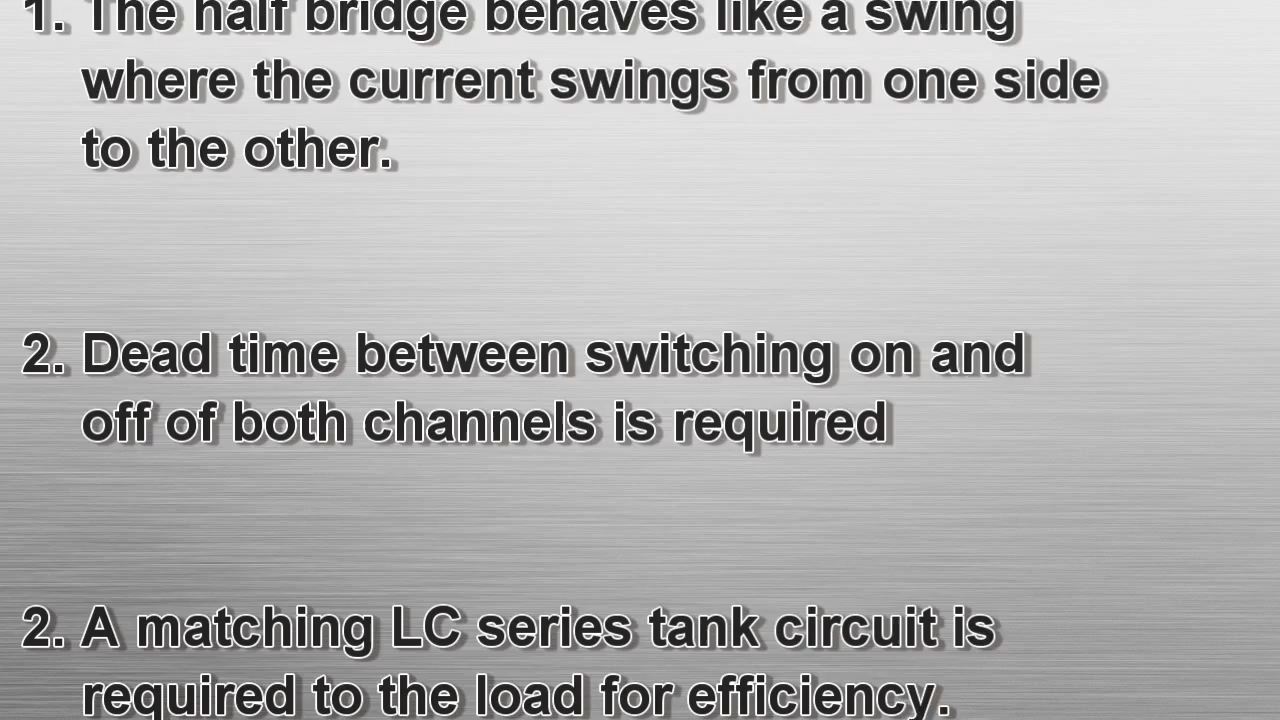 1. The half bridge behaves like a swing
where the current swings from one side
to the other.
2. Dead time between switching on and
off of both channels is required
2. A matching LC series tank circuit is
required to the load for efficiency.